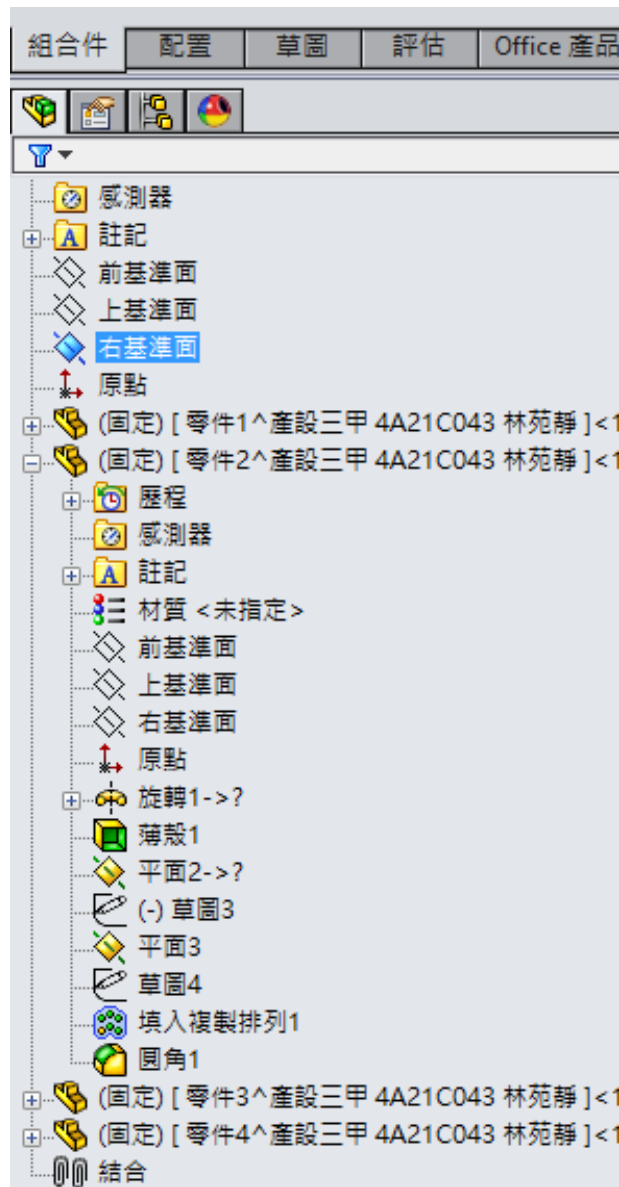 組合件 配置 草圖 評估 Office 產品
感測器
註記
前基準面
上基準面
右基準面
原點
(固定) [ 零件1^產設三甲 4A21C043 林苑靜 ]<1
(固定) [ 零件2^產設三甲 4A21C043 林苑靜 ]<1
歷程
感測器
註記
材質 <未指定>
前基準面
上基準面
右基準面
原點
旋轉1->?
薄殼1
平面2->?
(-) 草圖3
平面3
草圖4
填入複製排列1
圓角1
(固定) [ 零件3^產設三甲 4A21C043 林苑靜 ]<1
(固定) [ 零件4^產設三甲 4A21C043 林苑靜 ]<1
結合